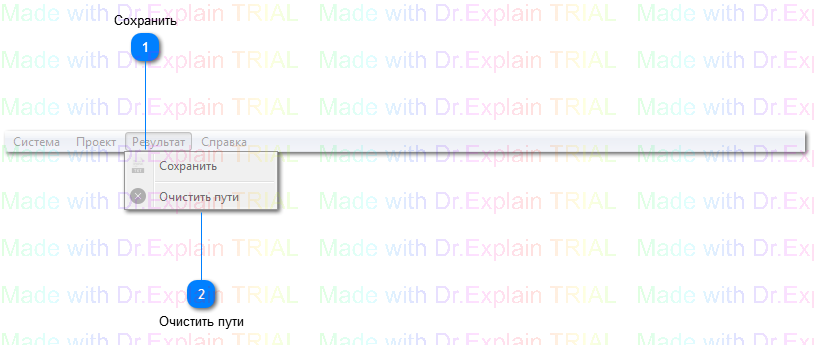 Made with Dr.Explain TRIAL Made with Dr.Explain TRIAL Made with Dr.Exp
Сохранить
1
Made with Dr.Explain TRIAL Made with Dr.Explain TRIAL Made with Dr.Exp
Made with Dr.Explain TRIAL Made with Dr.Explain TRIAL Made with Dr.Exp
Система Проект Результат Справка
Made with Dr.Explain TRIAL Made with Dr.Explain TRIAL Made with Dr.Exp
Сохранить
Очистить пути
Made with Dr.Explain TRIAL Made with Dr.Explain TRIAL Made with Dr.Exp
Made with Dr.Explain TRIAL Made with Dr.Explain TRIAL Made with Dr.Exp
2
Made with Dr.Explain TRIAL Made with Dr.Explain TRIAL Made with Dr.Exp
Очистить пути
Made with Dr.Explain TRIAL Made with Dr.Explain TRIAL Made with Dr.Exp